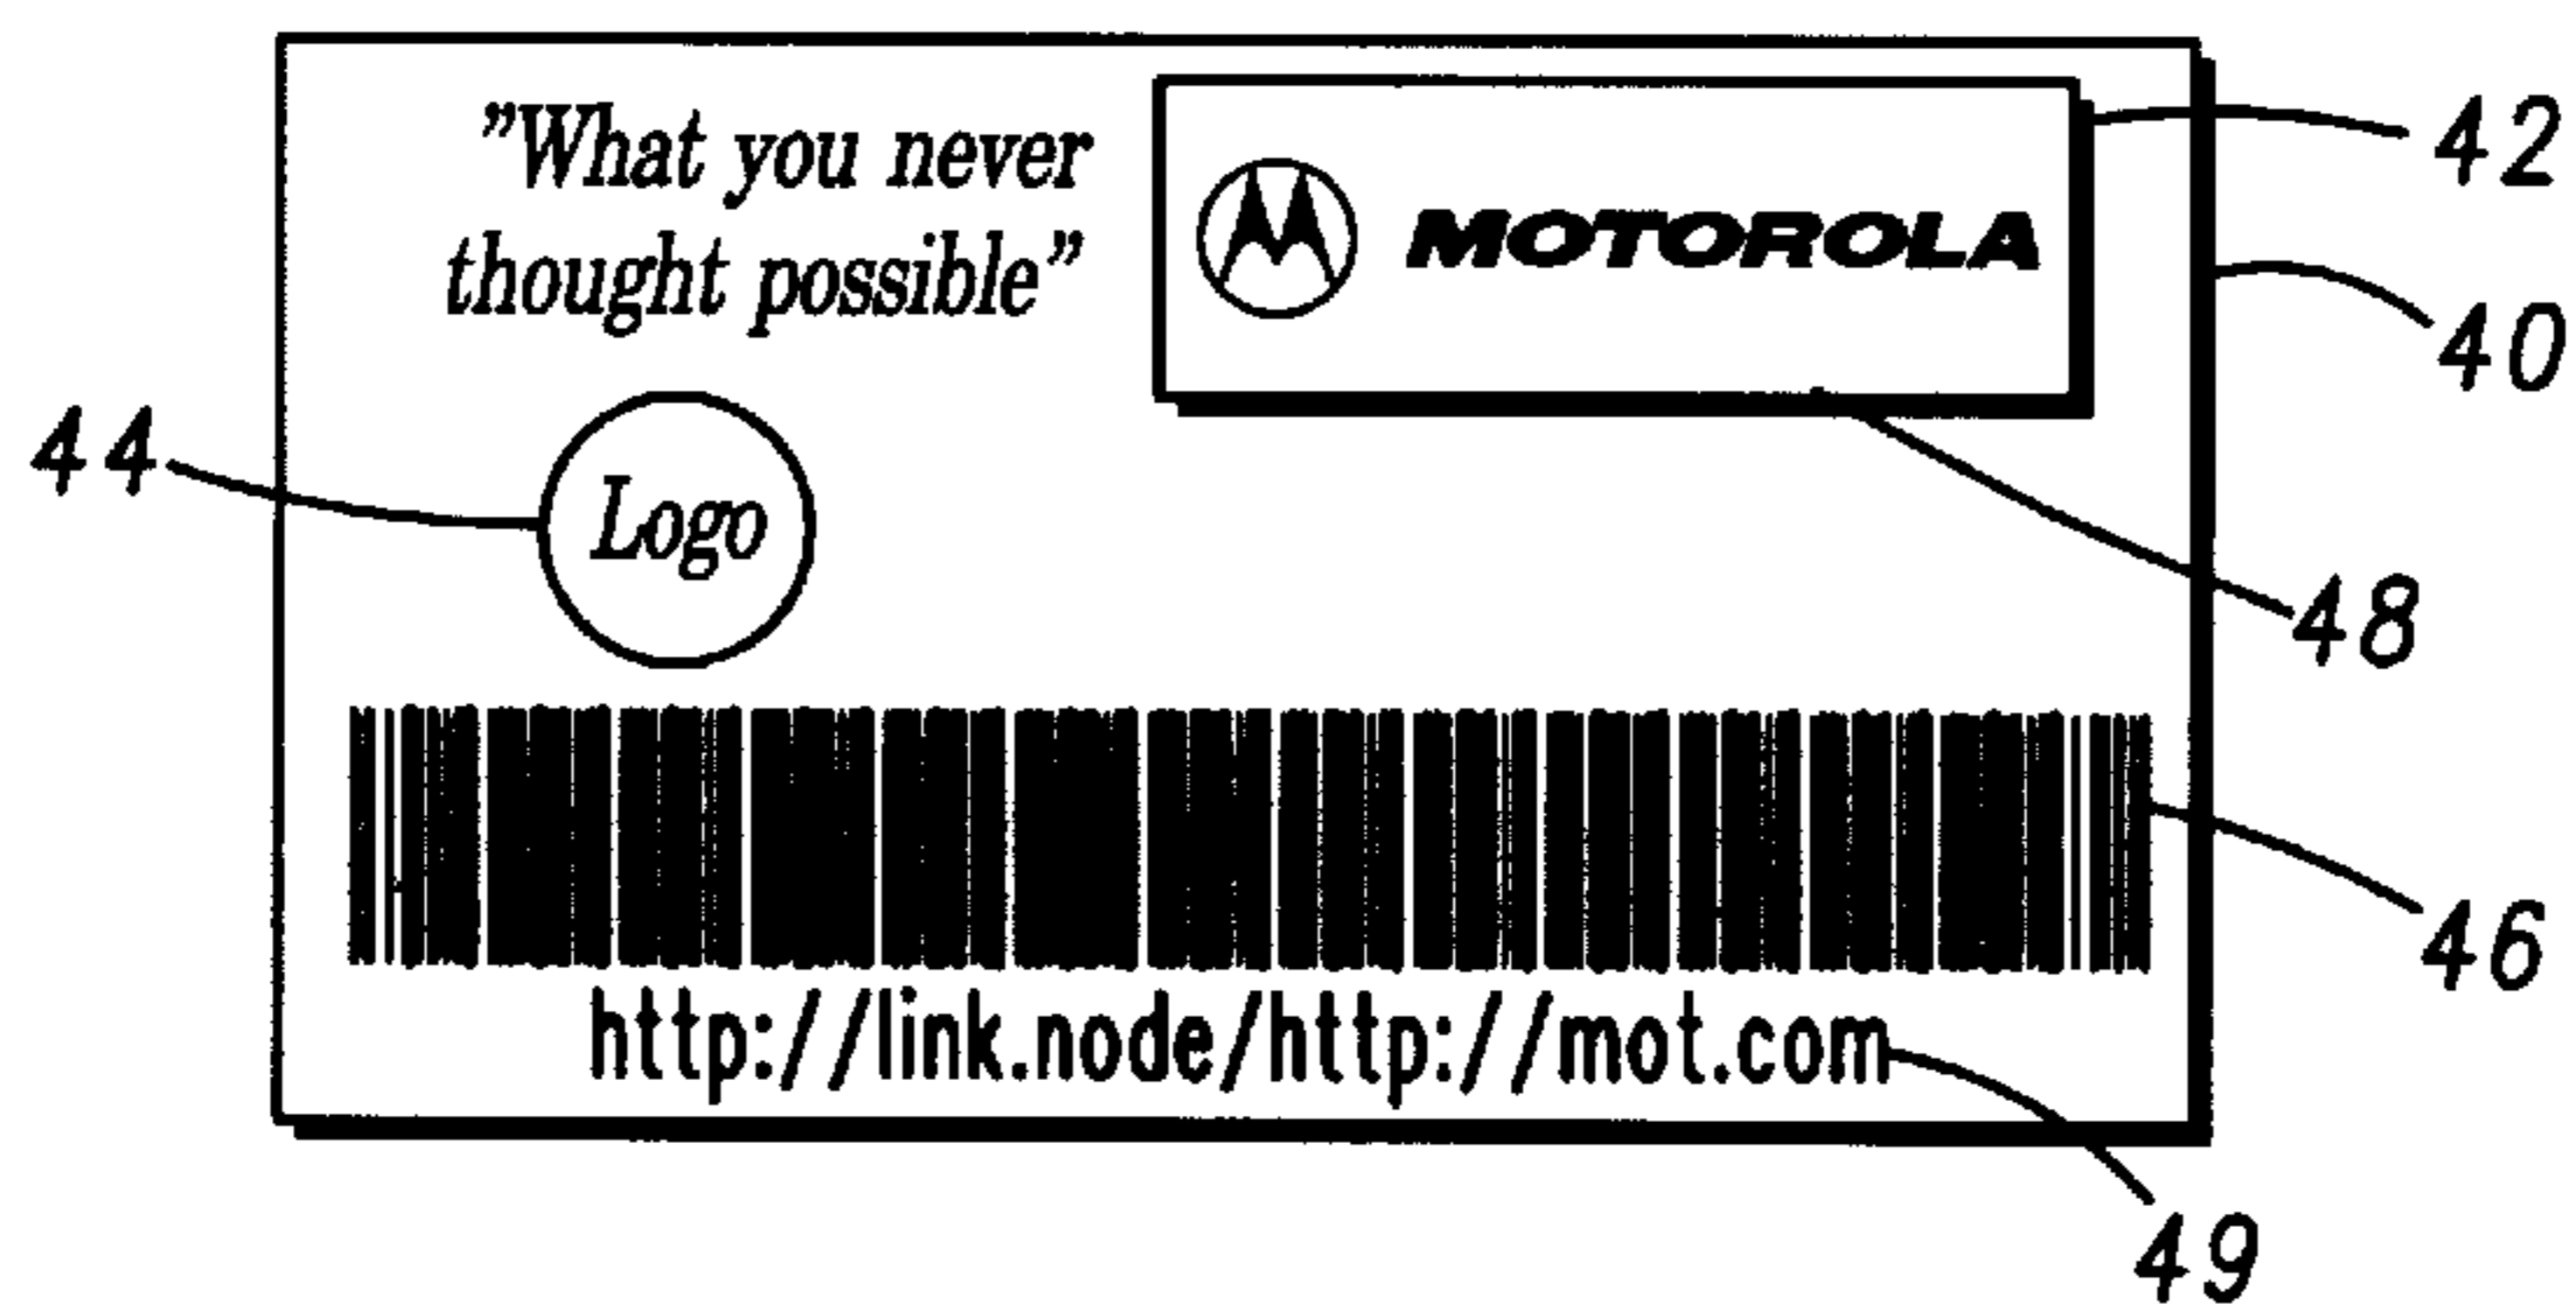 ”What you never
thought possible”
MOTOROLA
42
40
44
Logo
48
46
http://link.node/http://mot.com
49